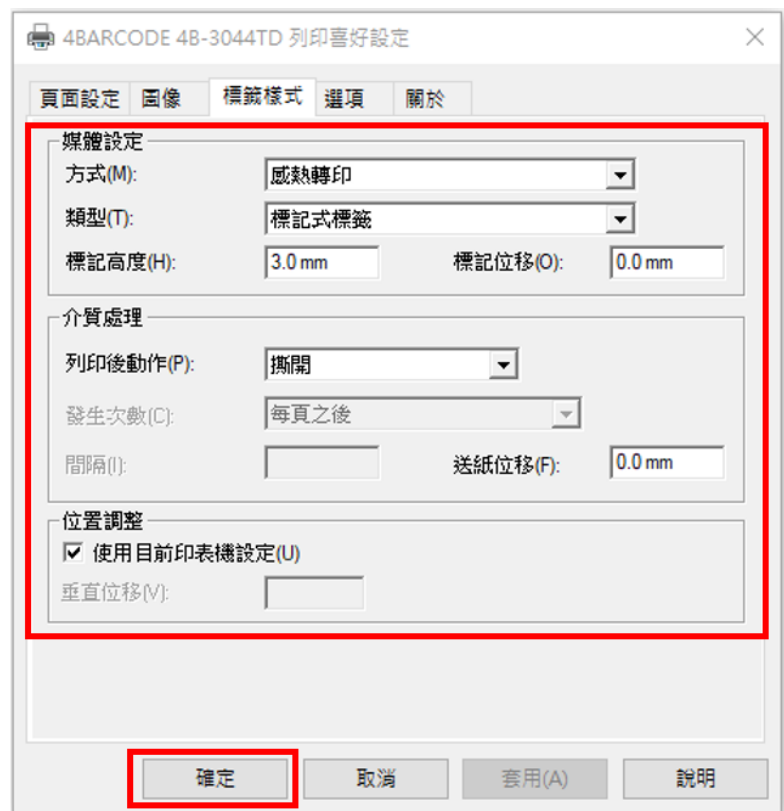 4BARCODE 4B-3044TD 列印喜好設定
頁面設定 圖像 標籤樣式 選項 關於
媒體設定
方式(M): 感熱轉印
類型(T): 標記式標籤
標記高度(H): 3.0 mm 標記位移(O): 0.0 mm
介質處理
列印後動作(P): 撕開
發生次數(C): 每頁之後
間隔(I): 送紙位移(F): 0.0 mm
位置調整
使用目前印表機設定(U)
垂直位移(V):
確定 取消 套用(A) 說明